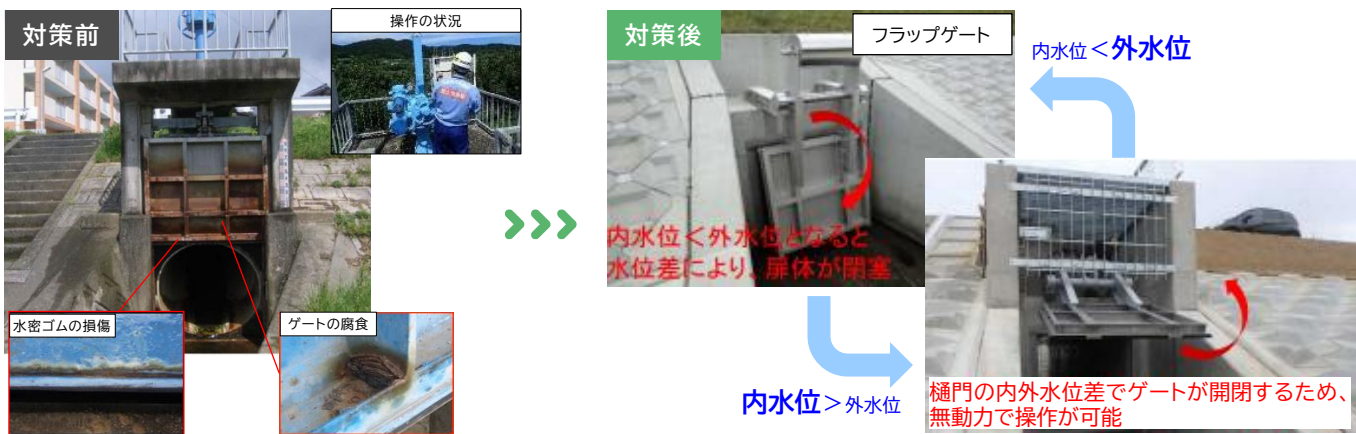 対策前
操作の状況
水密ゴムの損傷
ゲートの腐食
対策後
フラップゲート
内水位＜外水位
内水位＜外水位となると
水位差により、扉体が閉塞
内水位＞外水位
樋門の内外水位差でゲートが開閉するため、
無動力で操作が可能